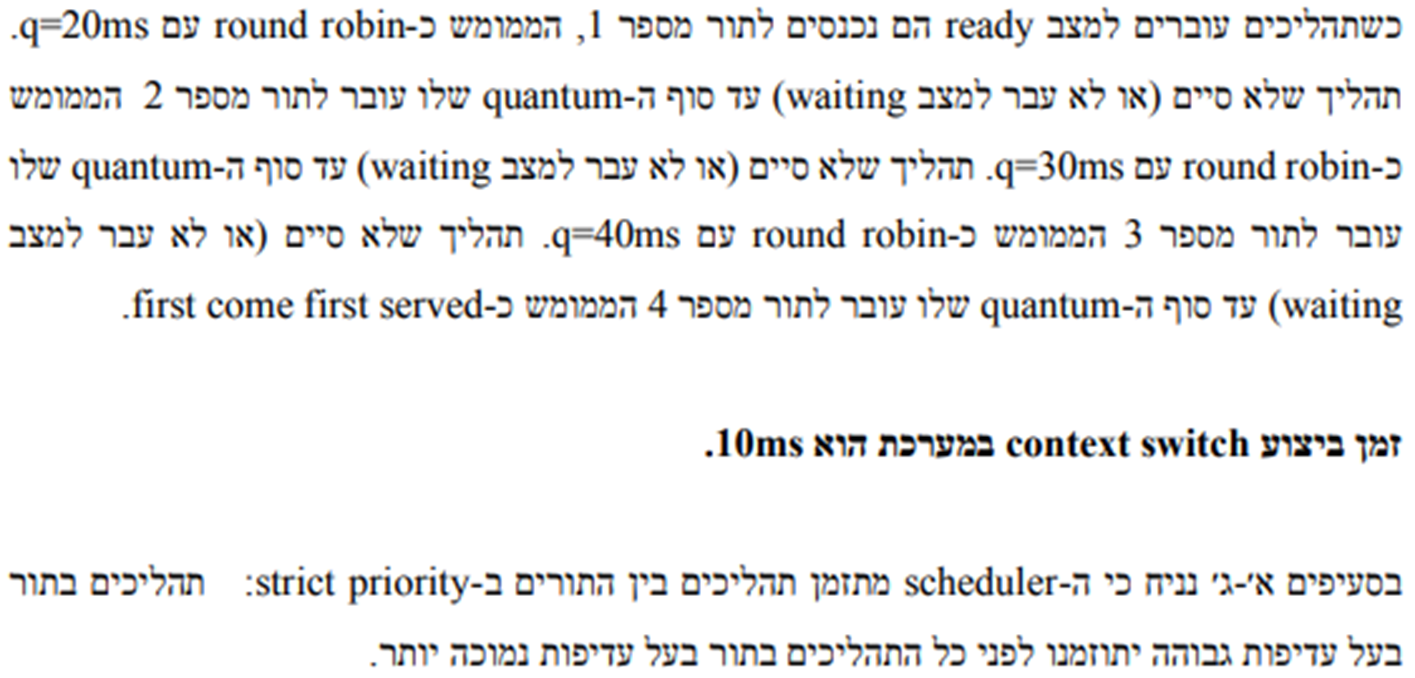 כשתהליכים עוברים למצב ready הם נכנסים לתור מספר 1, הממומש כ-round robin עם q=20ms.
תהליך שלא סיים (או לא עבר למצב waiting) עד סוף ה-quantum שלו עובר לתור מספר 2 הממומש
כ-round robin עם q=30ms. תהליך שלא סיים (או לא עבר למצב waiting) עד סוף ה-quantum שלו
עובר לתור מספר 3 הממומש כ-round robin עם q=40ms. תהליך שלא סיים (או לא עבר למצב
waiting) עד סוף ה-quantum שלו עובר לתור מספר 4 הממומש כ-first come first served.
זמן ביצוע context switch במערכת הוא 10ms.
בסעיפים א'-ג' נניח כי ה-scheduler מתזמן תהליכים בין התורים ב-strict priority: תהליכים בתור
בעל עדיפות גבוהה יתוזמנו לפני כל התהליכים בתור בעל עדיפות נמוכה יותר.